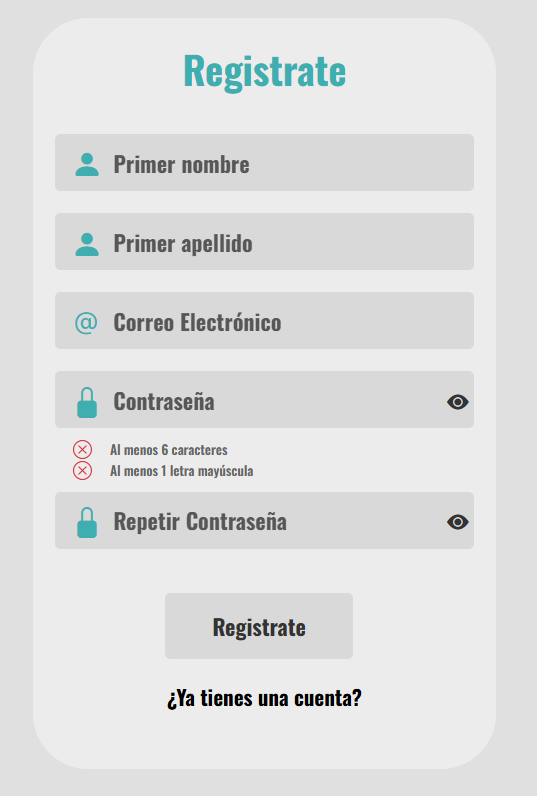 Registrate
Primer nombre
Primer apellido
@ Correo Electrónico
Contraseña
Al menos 6 caracteres
Al menos 1 letra mayúscula
Repetir Contraseña
Registrate
¿Ya tienes una cuenta?